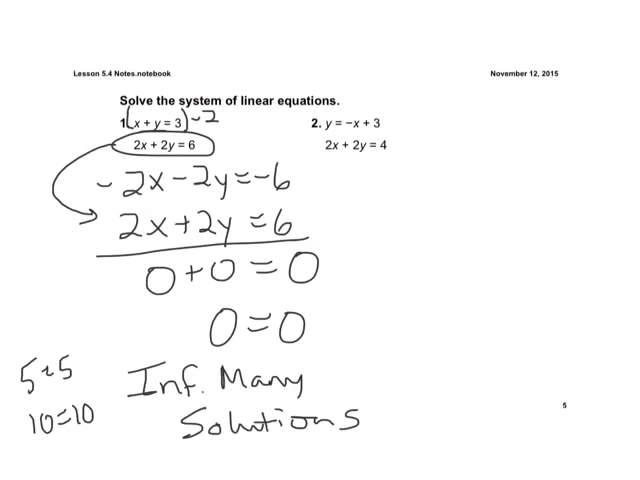 Lesson 5.4 Notes.notebook
November 12, 2015
Solve the system of linear equations.
1. (x + y = 3) -2
2x + 2y = 6
2. y = −x + 3
2x + 2y = 4
-2x-2y=-6
2x+2y=6
0+0=0
0=0
5=5
10=10
Inf. Many
Solutions
5